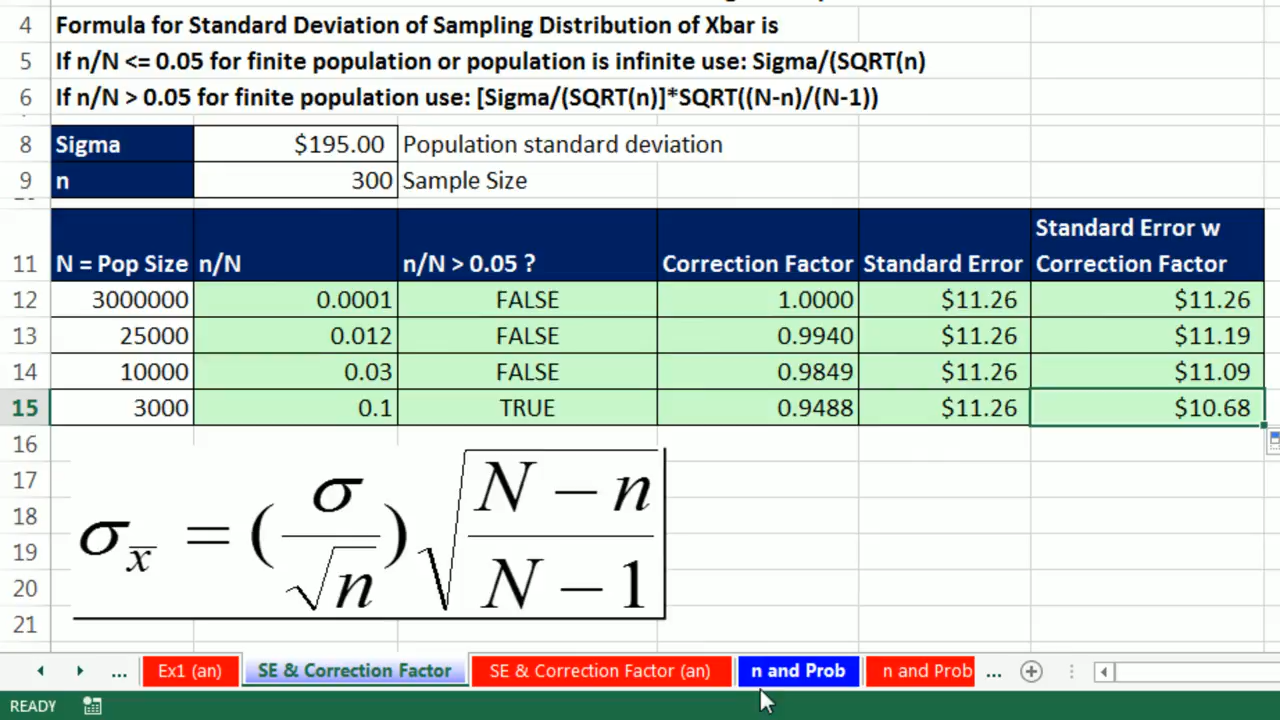 4 Formula for Standard Deviation of Sampling Distribution of Xbar is
5 If n/N <= 0.05 for finite population or population is infinite use: Sigma/(SQRT(n)
6 If n/N > 0.05 for finite population use: [Sigma/(SQRT(n)]*SQRT((N-n)/(N-1))
8 Sigma $195.00 Population standard deviation
9 n 300 Sample Size
Standard Error w
11 N = Pop Size n/N n/N > 0.05 ? Correction Factor Standard Error Correction Factor
12 3000000 0.0001 FALSE 1.0000 $11.26 $11.26
13 25000 0.012 FALSE 0.9940 $11.26 $11.19
14 10000 0.03 FALSE 0.9849 $11.26 $11.09
15 3000 0.1 TRUE 0.9488 $11.26 $10.68
16
17
18
19
20
21
σx̄ = (σ/√n)√((N − n)/(N − 1))
... Ex1 (an) SE & Correction Factor SE & Correction Factor (an) n and Prob n and Prob ...
READY